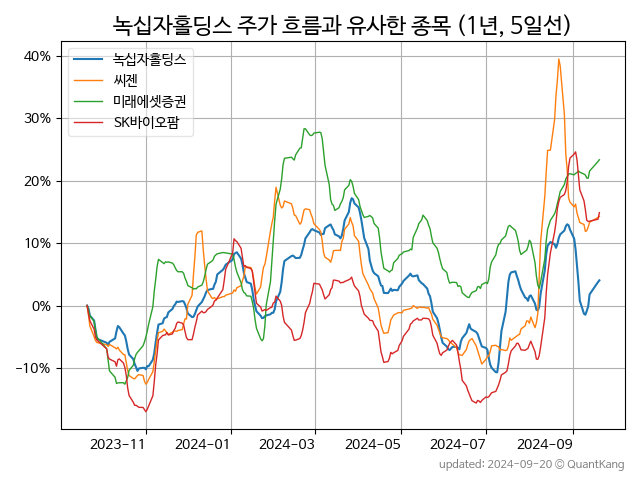 녹십자홀딩스 주가 흐름과 유사한 종목 (1년, 5일선)
40%
30%
20%
10%
0%
−10%
녹십자홀딩스
씨젠
미래에셋증권
SK바이오팜
2023-11
2024-01
2024-03
2024-05
2024-07
2024-09
updated: 2024-09-20 © QuantKang